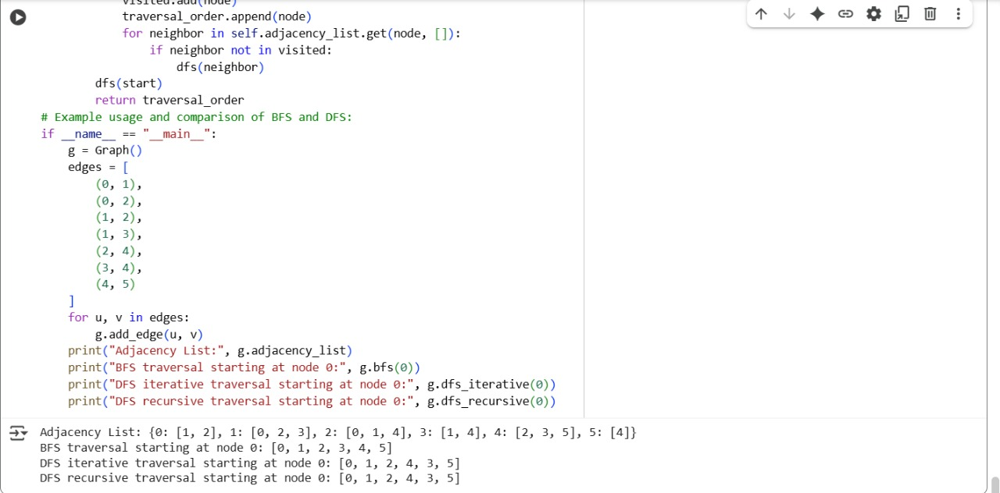 visited.add(node)
            traversal_order.append(node)
            for neighbor in self.adjacency_list.get(node, []):
                if neighbor not in visited:
                    dfs(neighbor)
        dfs(start)
        return traversal_order
# Example usage and comparison of BFS and DFS:
if __name__ == "__main__":
    g = Graph()
    edges = [
        (0, 1),
        (0, 2),
        (1, 2),
        (1, 3),
        (2, 4),
        (3, 4),
        (4, 5)
    ]
    for u, v in edges:
        g.add_edge(u, v)
    print("Adjacency List:", g.adjacency_list)
    print("BFS traversal starting at node 0:", g.bfs(0))
    print("DFS iterative traversal starting at node 0:", g.dfs_iterative(0))
    print("DFS recursive traversal starting at node 0:", g.dfs_recursive(0))
Adjacency List: {0: [1, 2], 1: [0, 2, 3], 2: [0, 1, 4], 3: [1, 4], 4: [2, 3, 5], 5: [4]}
BFS traversal starting at node 0: [0, 1, 2, 3, 4, 5]
DFS iterative traversal starting at node 0: [0, 1, 2, 4, 3, 5]
DFS recursive traversal starting at node 0: [0, 1, 2, 4, 3, 5]